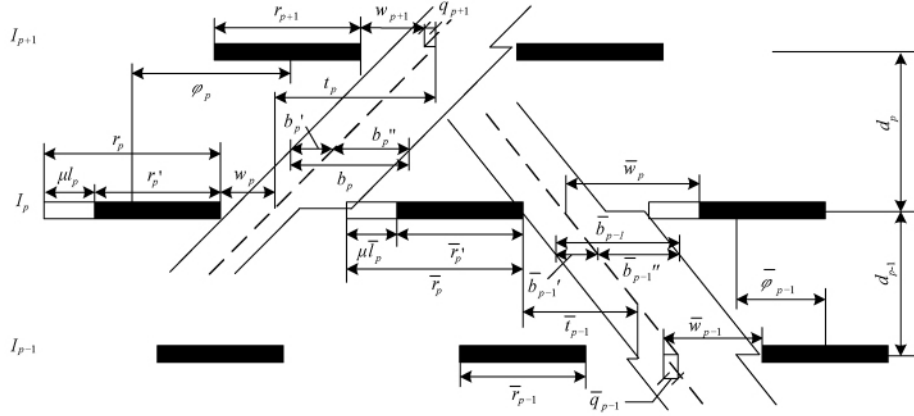 r_{p+1} w_{p+1} q_{p+1}
I_{p+1}
φ_p t_p
d_p
b_p' b_p''
r_p b_p w̄_p
μl_p r_p' w_p
I_p
b̄_{p-1}
μl̄_p r̄_p' b̄_{p-1}' b̄_{p-1}'' d_{p-1}
r̄_p φ̄_{p-1}
t̄_{p-1} w̄_{p-1}
I_{p-1}
r̄_{p-1} q̄_{p-1}